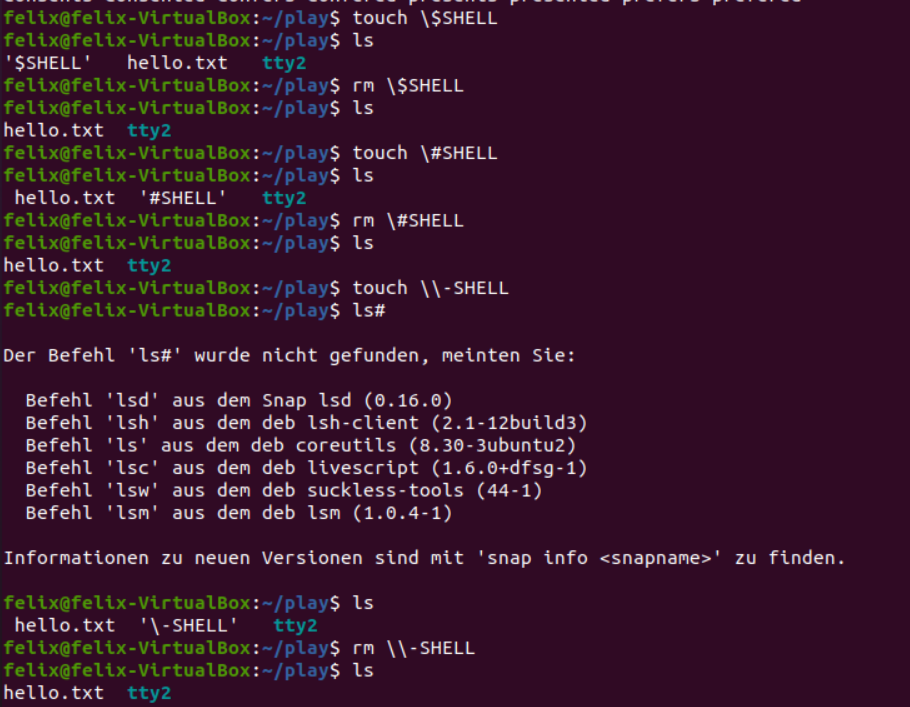 felix@felix-VirtualBox:~/play$ touch \$SHELL
felix@felix-VirtualBox:~/play$ ls
'$SHELL'   hello.txt   tty2
felix@felix-VirtualBox:~/play$ rm \$SHELL
felix@felix-VirtualBox:~/play$ ls
hello.txt  tty2
felix@felix-VirtualBox:~/play$ touch \#SHELL
felix@felix-VirtualBox:~/play$ ls
 hello.txt  '#SHELL'   tty2
felix@felix-VirtualBox:~/play$ rm \#SHELL
felix@felix-VirtualBox:~/play$ ls
hello.txt  tty2
felix@felix-VirtualBox:~/play$ touch \\-SHELL
felix@felix-VirtualBox:~/play$ ls#
Der Befehl 'ls#' wurde nicht gefunden, meinten Sie:
  Befehl 'lsd' aus dem Snap lsd (0.16.0)
  Befehl 'lsh' aus dem deb lsh-client (2.1-12build3)
  Befehl 'ls' aus dem deb coreutils (8.30-3ubuntu2)
  Befehl 'lsc' aus dem deb livescript (1.6.0+dfsg-1)
  Befehl 'lsw' aus dem deb suckless-tools (44-1)
  Befehl 'lsm' aus dem deb lsm (1.0.4-1)
Informationen zu neuen Versionen sind mit 'snap info <snapname>' zu finden.
felix@felix-VirtualBox:~/play$ ls
 hello.txt  '\-SHELL'   tty2
felix@felix-VirtualBox:~/play$ rm \\-SHELL
felix@felix-VirtualBox:~/play$ ls
hello.txt  tty2